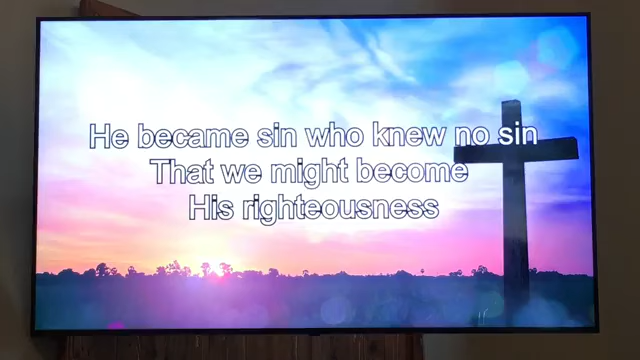 He became sin who knew no sin
That we might become
His righteousness